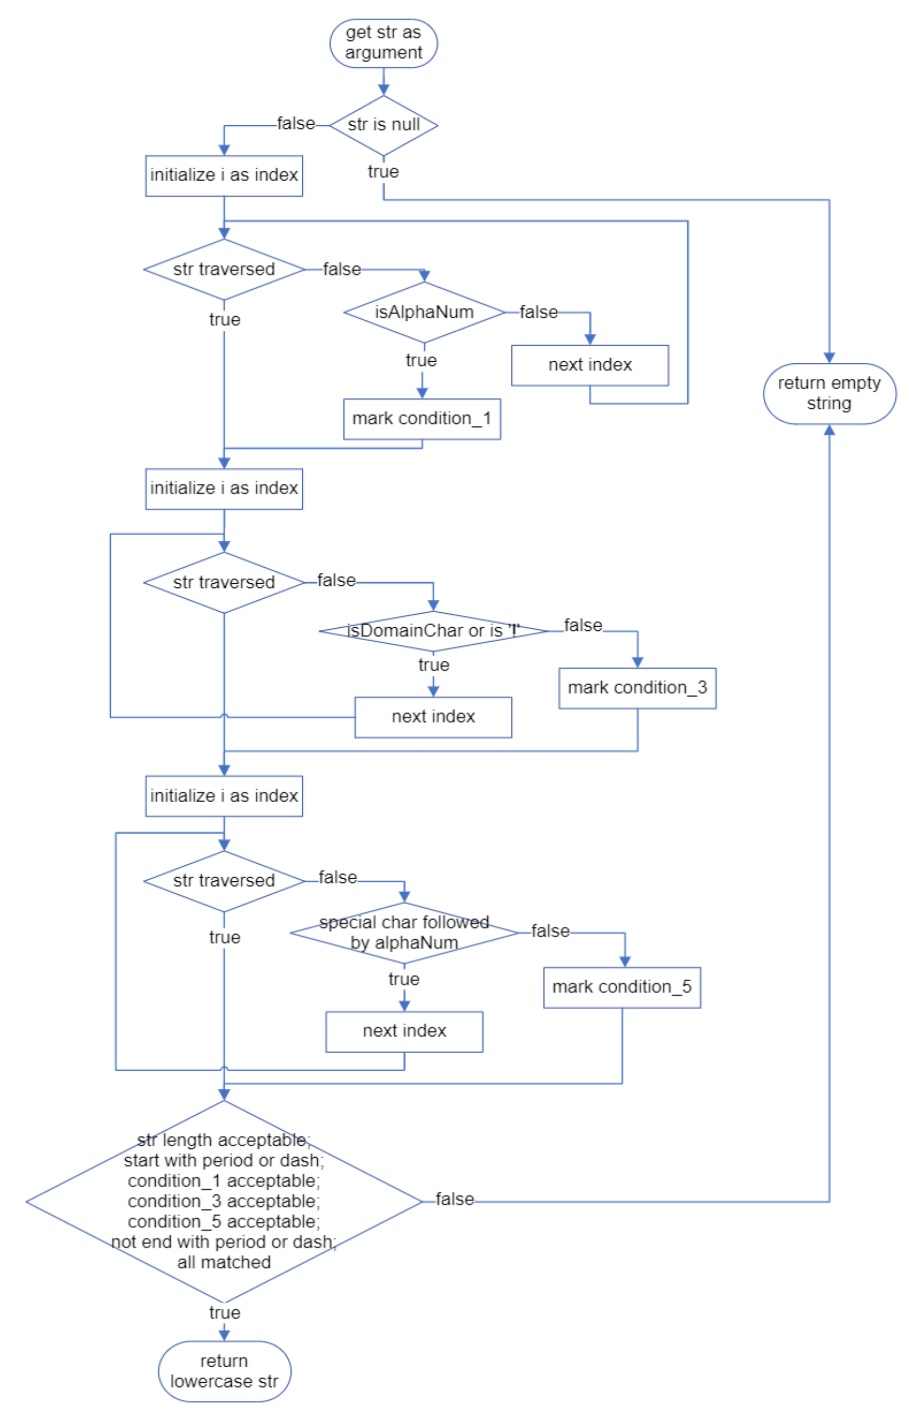 get str as
argument
str is null
false
true
initialize i as index
str traversed
false
true
isAlphaNum
false
true
next index
mark condition_1
return empty
string
initialize i as index
str traversed
false
isDomainChar or is '!'
false
true
mark condition_3
next index
initialize i as index
str traversed
false
true
special char followed
by alphaNum
false
true
mark condition_5
next index
str length acceptable;
start with period or dash;
condition_1 acceptable;
condition_3 acceptable;
condition_5 acceptable;
not end with period or dash;
all matched
false
true
return
lowercase str